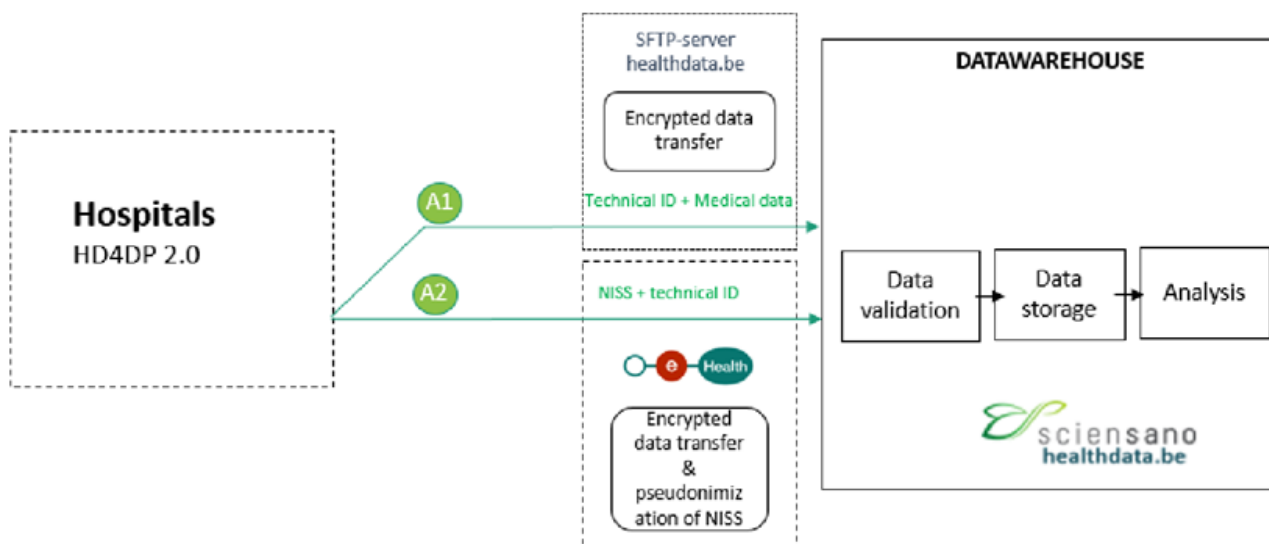 SFTP-server
healthdata.be
Encrypted data
transfer
DATAWAREHOUSE
Hospitals
HD4DP 2.0
A1
Technical ID + Medical data
A2
NISS + technical ID
Data
validation
Data
storage
Analysis
e Health
Encrypted
data transfer
&
pseudonimiz
ation of NISS
sciensano
healthdata.be